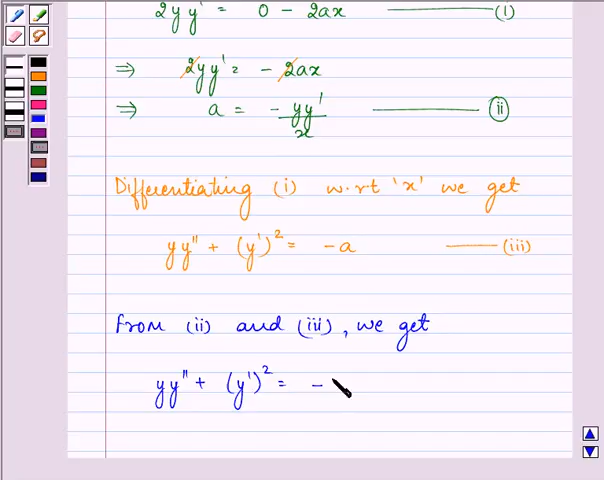 2yy' = 0 - 2ax ——— (i)
⇒ 2yy' = - 2ax
⇒ a = - yy'/x ——— (ii)
Differentiating (i) w.r.t 'x' we get
yy" + (y')² = -a ——— (iii)
From (ii) and (iii), we get
yy" + (y')² = -